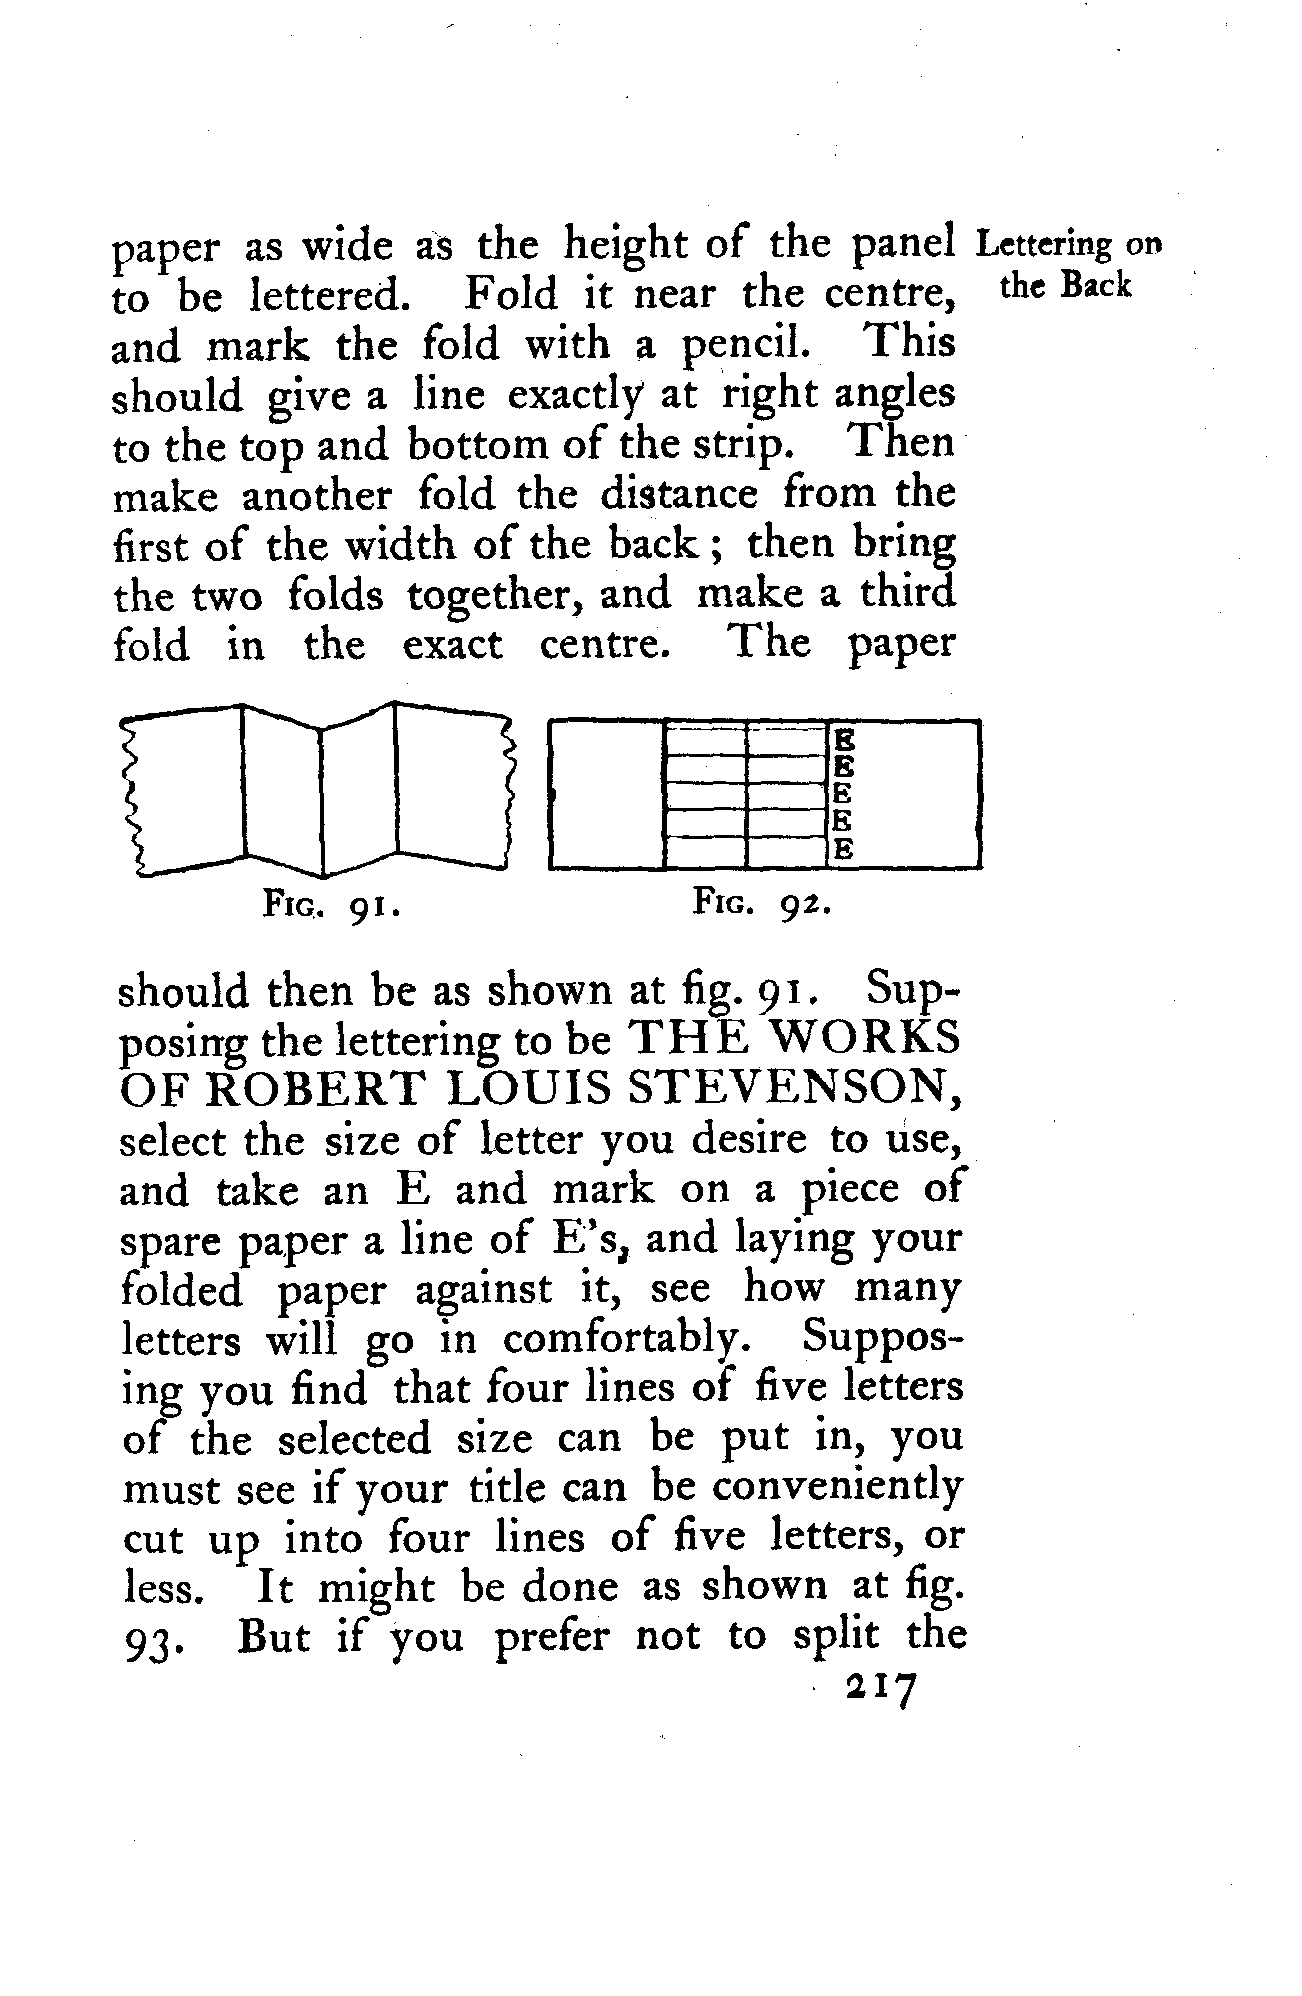 paper as wide as the height of the panel
to be lettered. Fold it near the centre,
and mark the fold with a pencil. This
should give a line exactly at right angles
to the top and bottom of the strip. Then
make another fold the distance from the
first of the width of the back; then bring
the two folds together, and make a third
fold in the exact centre. The paper
Lettering on
the Back
E
E
E
E
E
FIG. 91.
FIG. 92.
should then be as shown at fig. 91. Sup-
posing the lettering to be THE WORKS
OF ROBERT LOUIS STEVENSON,
select the size of letter you desire to use,
and take an E and mark on a piece of
spare paper a line of E's, and laying your
folded paper against it, see how many
letters will go in comfortably. Suppos-
ing you find that four lines of five letters
of the selected size can be put in, you
must see if your title can be conveniently
cut up into four lines of five letters, or
less. It might be done as shown at fig.
93. But if you prefer not to split the
217